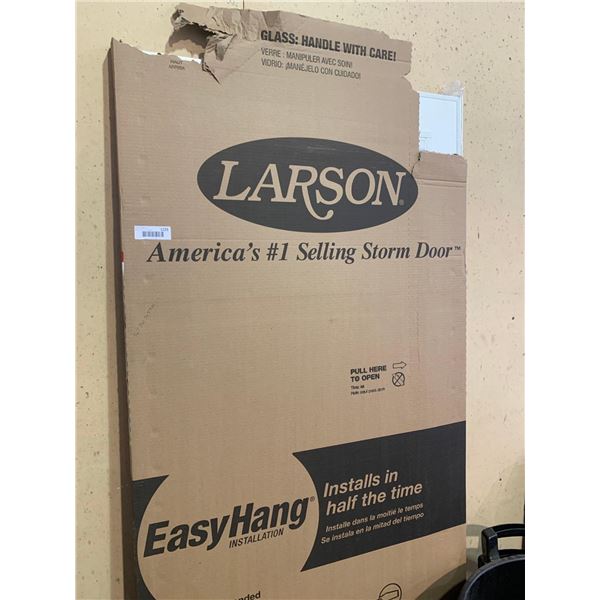 GLASS: HANDLE WITH CARE!
VERRE: MANIPULER AVEC SOIN!
VIDRIO: ¡MANÉJELO CON CUIDADO!
HAUT
ARRIBA
LARSON®
America's #1 Selling Storm Door™
PULL HERE
TO OPEN
EasyHang®
INSTALLATION
Installs in
half the time
Installe dans la moitié le temps
Se instala en la mitad del tiempo